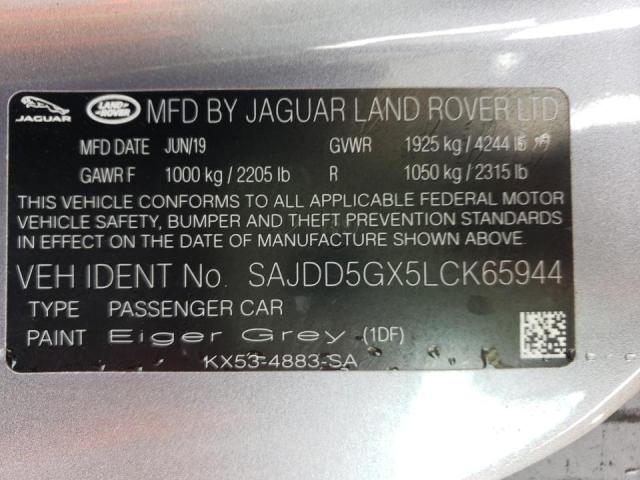 JAGUAR LAND ROVER MFD BY JAGUAR LAND ROVER LTD
MFD DATE JUN/19 GVWR 1925 kg / 4244 lb
GAWR F 1000 kg / 2205 lb R 1050 kg / 2315 lb
THIS VEHICLE CONFORMS TO ALL APPLICABLE FEDERAL MOTOR
VEHICLE SAFETY, BUMPER AND THEFT PREVENTION STANDARDS
IN EFFECT ON THE DATE OF MANUFACTURE SHOWN ABOVE.
VEH IDENT No. SAJDD5GX5LCK65944
TYPE PASSENGER CAR
PAINT Eiger Grey (1DF)
KX53-4883-SA